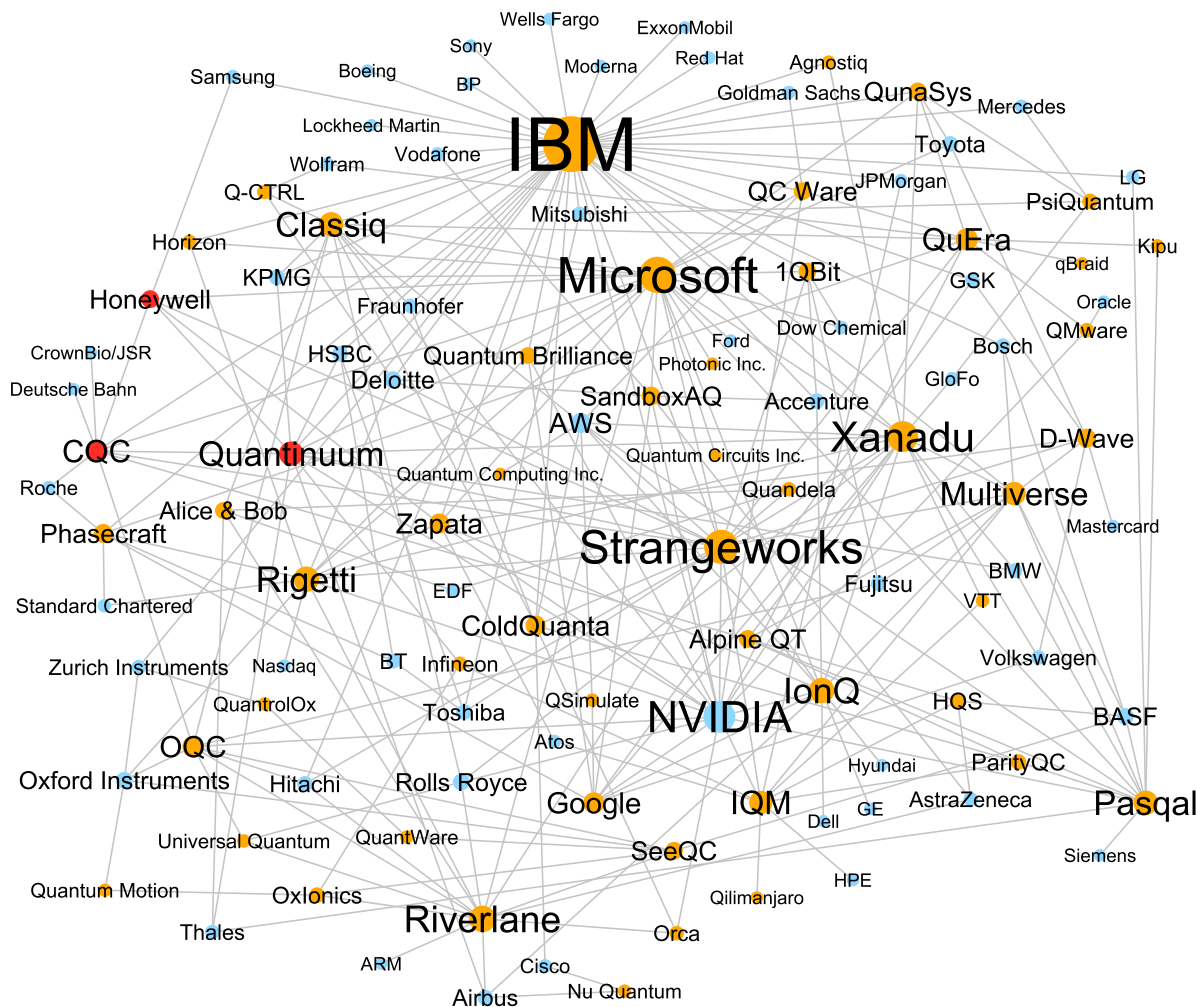 Wells Fargo
ExxonMobil
Sony
Red Hat
Moderna
Agnostiq
Boeing
Samsung
BP
Goldman Sachs
QunaSys
Mercedes
Lockheed Martin
IBM
Toyota
Vodafone
Wolfram
LG
JPMorgan
Q-CTRL
QC Ware
PsiQuantum
Mitsubishi
Classiq
Horizon
QuEra
Kipu
qBraid
KPMG
Microsoft
1QBit
GSK
Honeywell
Fraunhofer
Oracle
Dow Chemical
QMware
Ford
Bosch
CrownBio/JSR
HSBC
Quantum Brilliance
Photonic Inc.
Deloitte
GloFo
Deutsche Bahn
SandboxAQ
Accenture
AWS
Xanadu
D-Wave
CQC
Quantinuum
Quantum Circuits Inc.
Quantum Computing Inc.
Roche
Quandela
Multiverse
Alice & Bob
Zapata
Mastercard
Phasecraft
Strangeworks
BMW
Rigetti
Fujitsu
EDF
VTT
Standard Chartered
ColdQuanta
Alpine QT
Volkswagen
BT
Infineon
Zurich Instruments
Nasdaq
IonQ
QSimulate
HQS
QuantrolOx
Toshiba
NVIDIA
BASF
Atos
OQC
ParityQC
Hyundai
Oxford Instruments
Hitachi
Rolls Royce
AstraZeneca
Google
IQM
Pasqal
GE
Dell
QuantWare
Universal Quantum
SeeQC
Siemens
HPE
Quantum Motion
OxIonics
Qilimanjaro
Riverlane
Thales
Orca
ARM
Cisco
Nu Quantum
Airbus